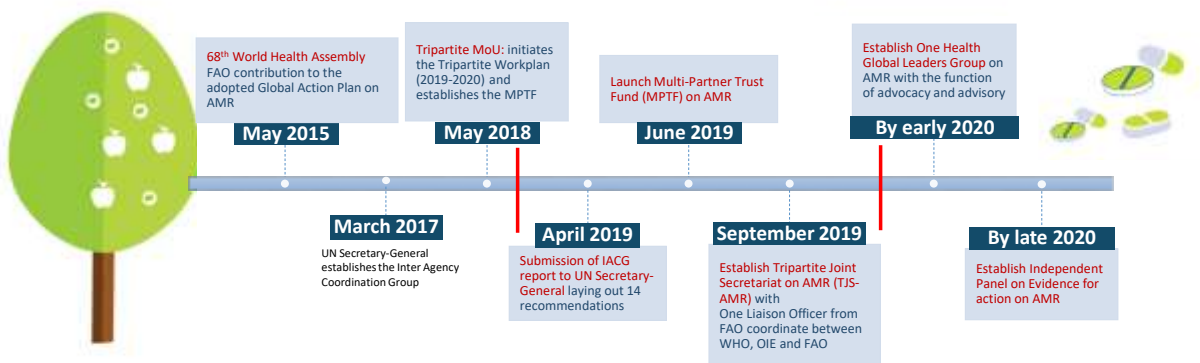 68th World Health Assembly
FAO contribution to the
adopted Global Action Plan on
AMR
May 2015
Tripartite MoU: initiates
the Tripartite Workplan
(2019-2020) and
establishes the MPTF
May 2018
Launch Multi-Partner Trust
Fund (MPTF) on AMR
June 2019
Establish One Health
Global Leaders Group on
AMR with the function
of advocacy and advisory
By early 2020
March 2017
UN Secretary-General
establishes the Inter Agency
Coordination Group
April 2019
Submission of IACG
report to UN Secretary-
General laying out 14
recommendations
September 2019
Establish Tripartite Joint
Secretariat on AMR (TJS-
AMR) with
One Liaison Officer from
FAO coordinate between
WHO, OIE and FAO
By late 2020
Establish Independent
Panel on Evidence for
action on AMR